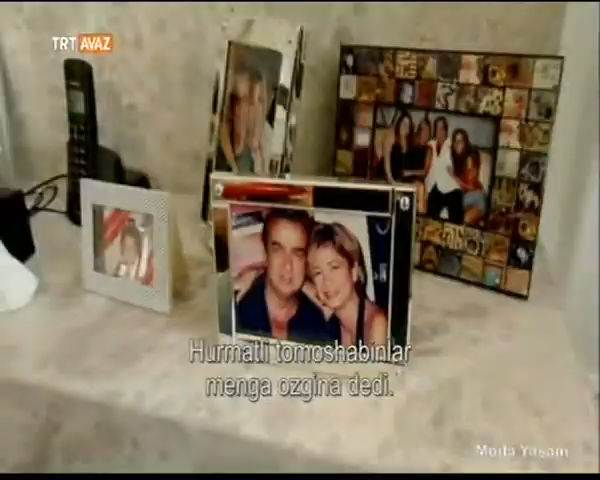 TRT AVAZ
Hurmatli tomoshabinlar
menga ozgina dedi.
Moda Yaşam